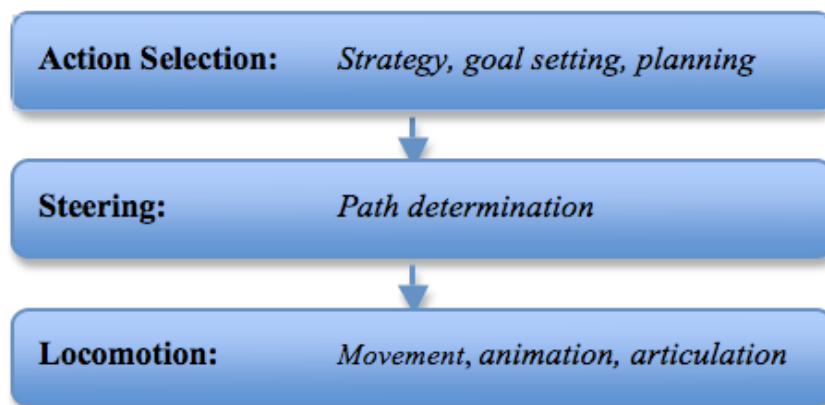 Action Selection: Strategy, goal setting, planning
Steering: Path determination
Locomotion: Movement, animation, articulation